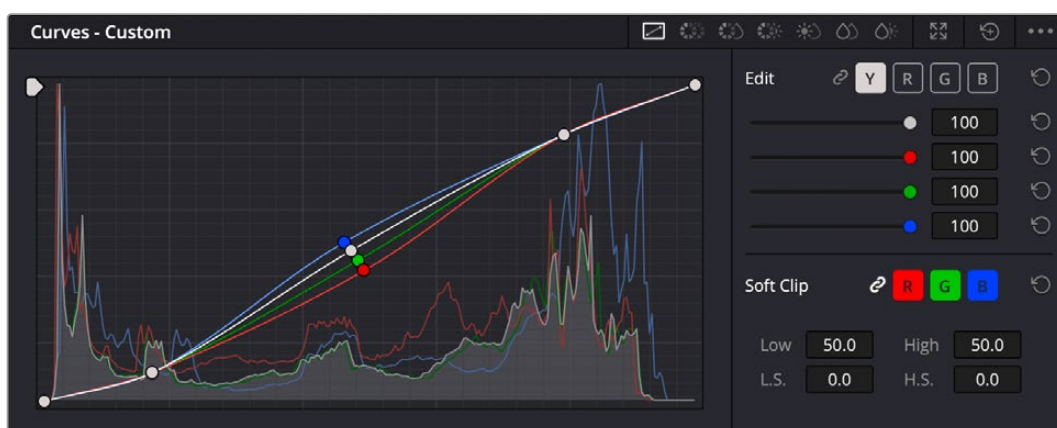 Curves - Custom
Edit Y R G B
100
100
100
100
Soft Clip R G B
Low 50.0 High 50.0
L.S. 0.0 H.S. 0.0